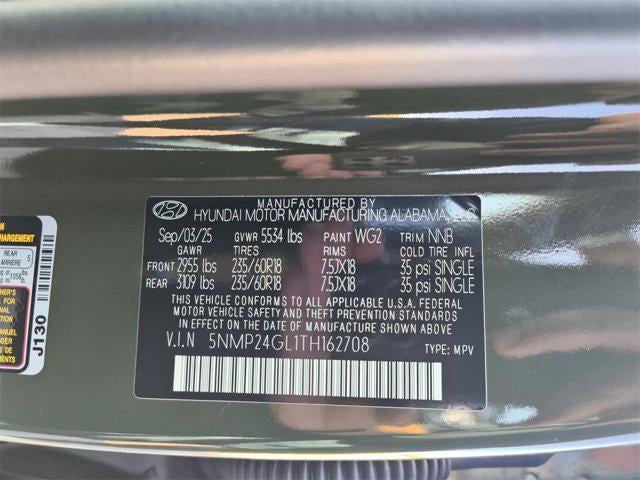 MANUFACTURED BY
HYUNDAI MOTOR MANUFACTURING ALABAMA, LLC
Sep/03/25 GVWR 5534 lbs PAINT WG2 TRIM NNB
GAWR TIRES RIMS COLD TIRE INFL
FRONT 2955 lbs 235/60R18 7.5JX18 35 psi SINGLE
REAR 3109 lbs 235/60R18 7.5JX18 35 psi SINGLE
THIS VEHICLE CONFORMS TO ALL APPLICABLE U.S.A. FEDERAL
MOTOR VEHICLE SAFETY AND THEFT PREVENTION STANDARDS
IN EFFECT ON THE DATE OF MANUFACTURE SHOWN ABOVE.
V.I.N 5NMP24GL1TH162708
TYPE: MPV
REAR 5
ARRIÈRE
J130